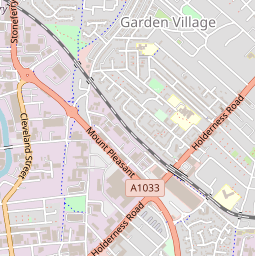 Garden Village
Stoneferry
Cleveland Street
Mount Pleasant
Holderness Road
A1033
Holderness Road